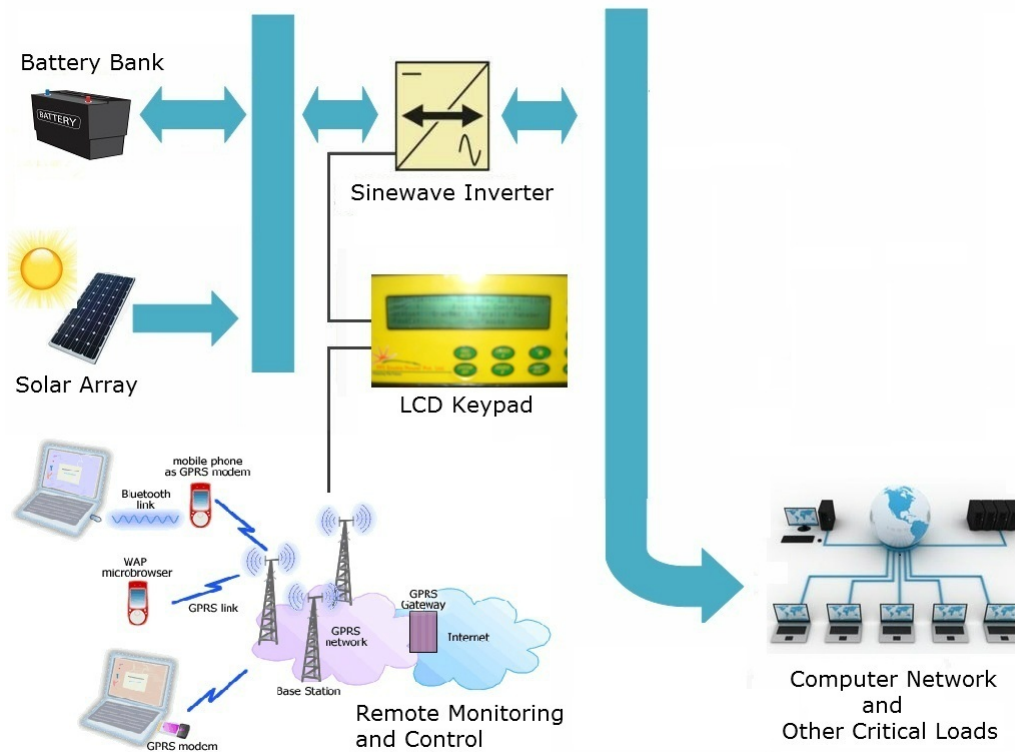 Battery Bank
BATTERY
Sinewave Inverter
Solar Array
LCD Keypad
mobile phone
as GPRS modem
Bluetooth
link
WAP
microbrowser
GPRS link
GPRS
Gateway
GPRS
network
Internet
Base Station
GPRS modem
Remote Monitoring
and Control
Computer Network
and
Other Critical Loads